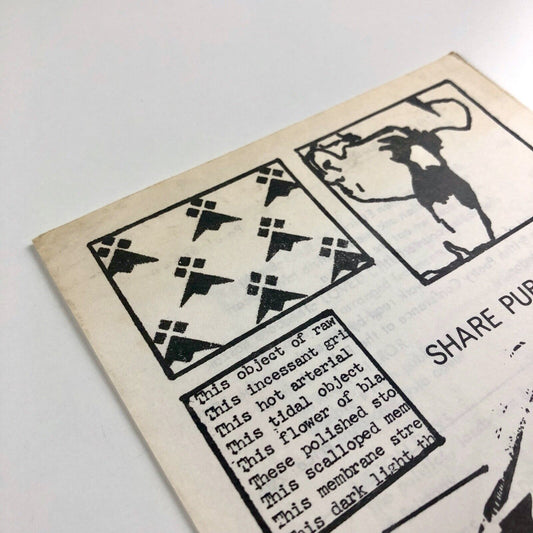 SHARE PUB
This object of raw
This incessant gri
This hot arterial
This tidal object
This flower of bla
These polished sto
This scalloped mem
This membrane stre
This dark light th